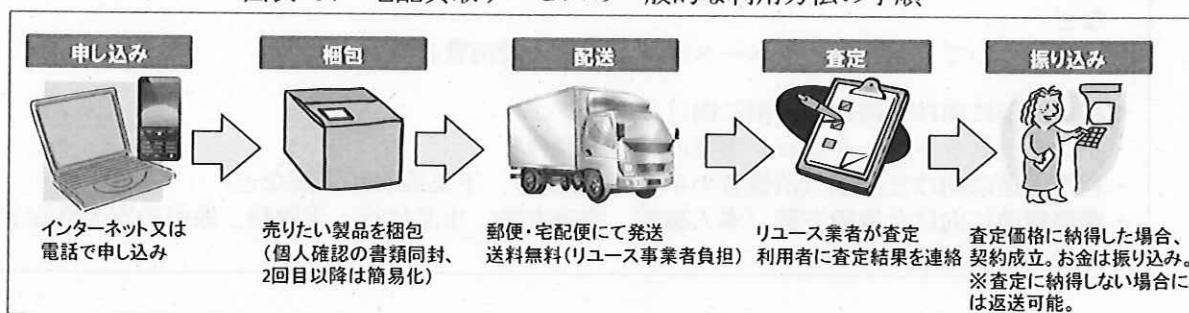 申し込み
梱包
配送
査定
振り込み
インターネット又は
電話で申し込み
売りたい製品を梱包
(個人確認の書類同封、
2回目以降は簡易化)
郵便・宅配便にて発送
送料無料(リユース事業者負担)
リユース業者が査定
利用者に査定結果を連絡
査定価格に納得した場合、
契約成立。お金は振り込み。
※査定に納得しない場合に
は返送可能。